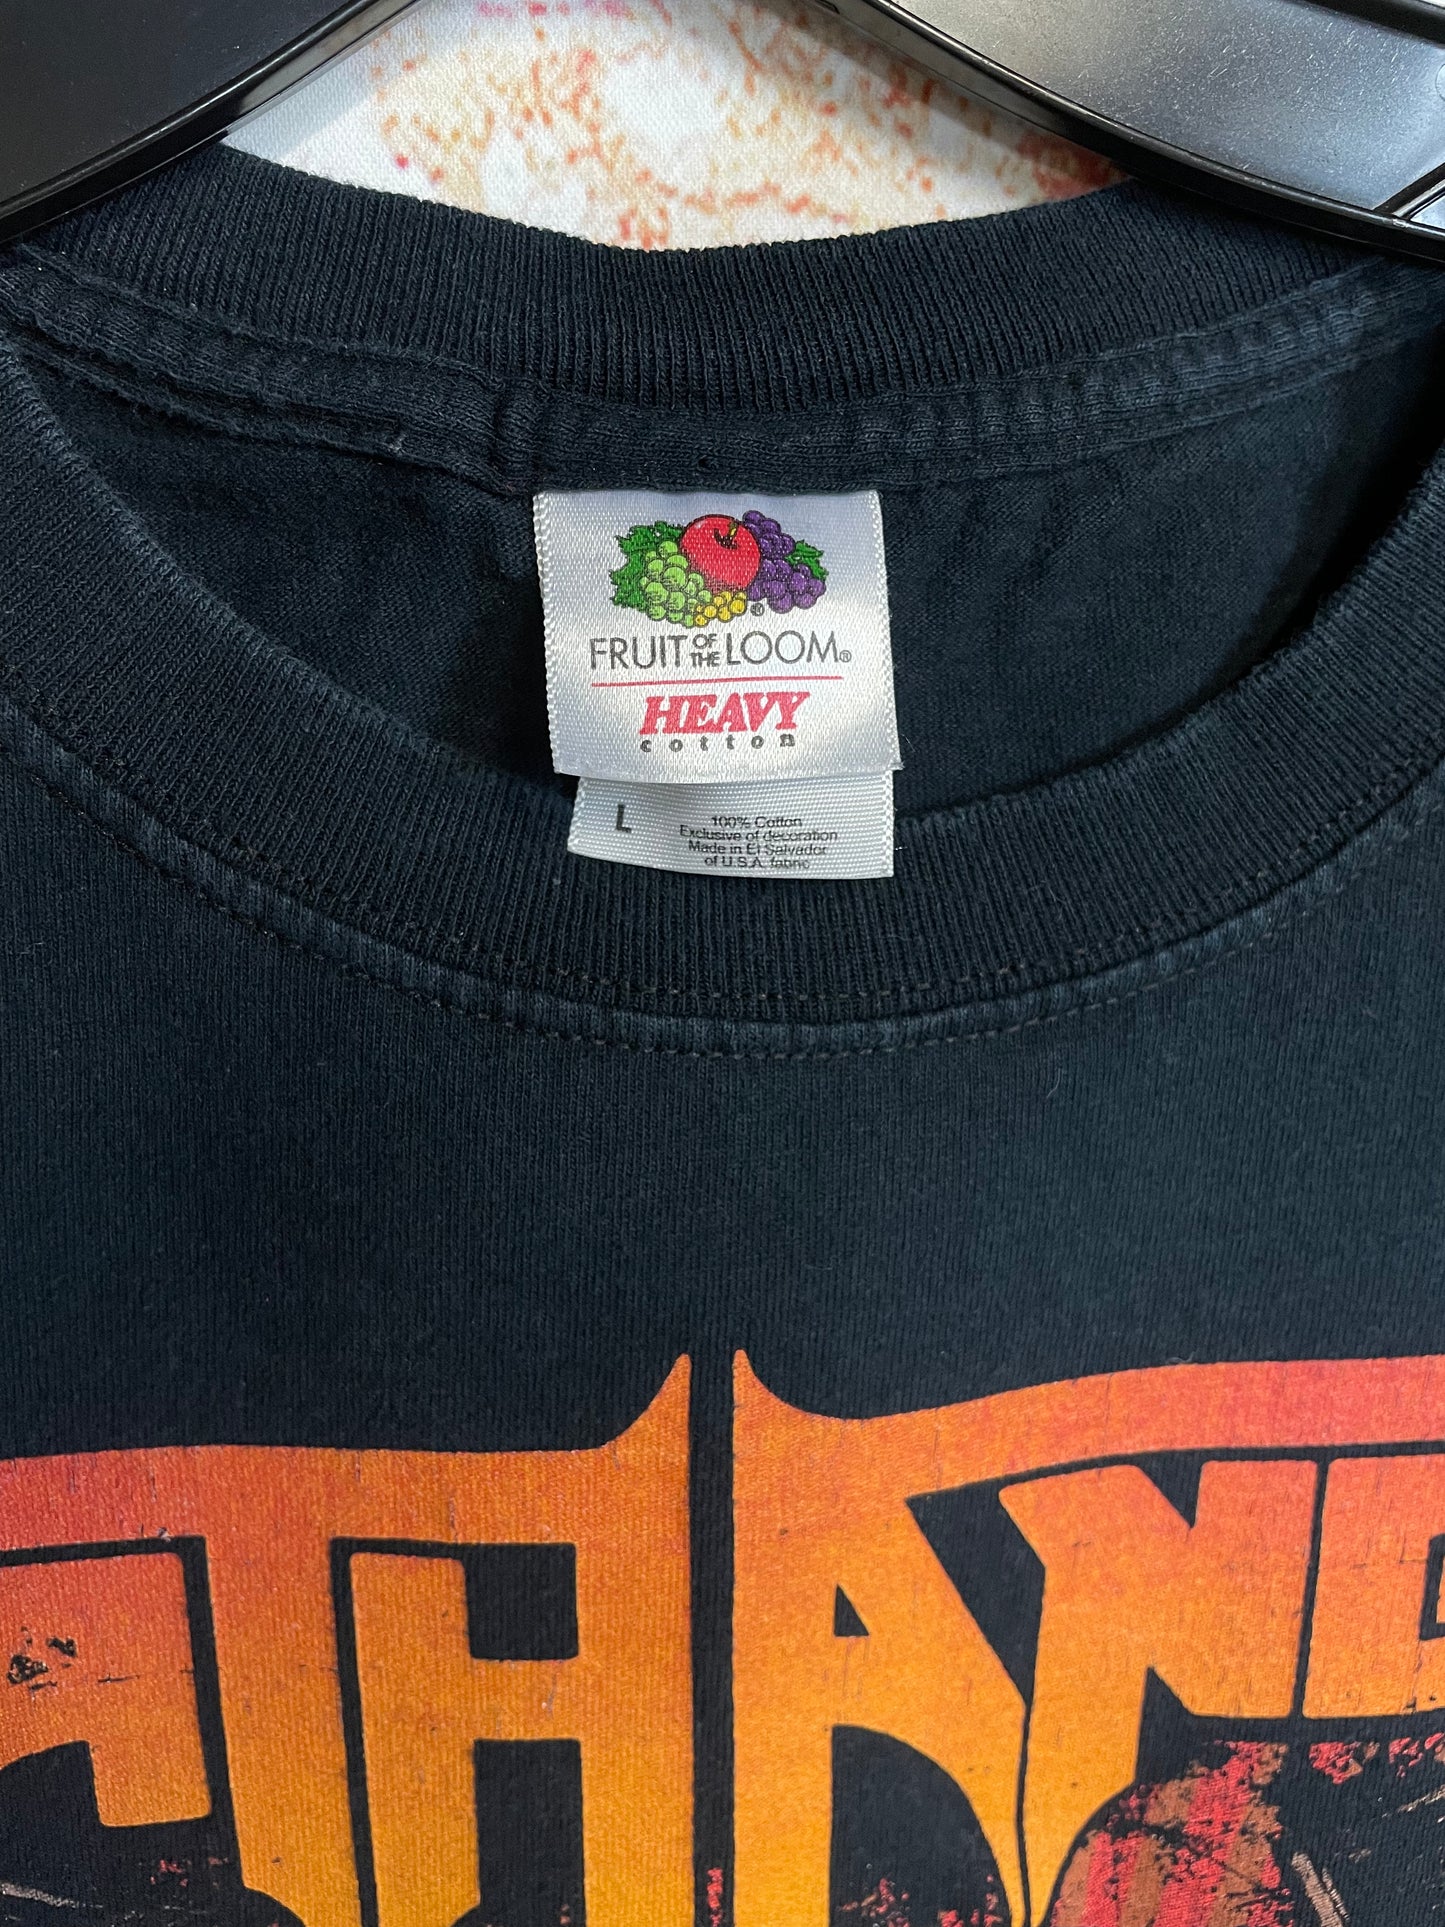 FRUIT OF THE LOOM®
HEAVY
cotton
L
100% Cotton
Exclusive of decoration
Made in El Salvador
of U.S.A. fabric